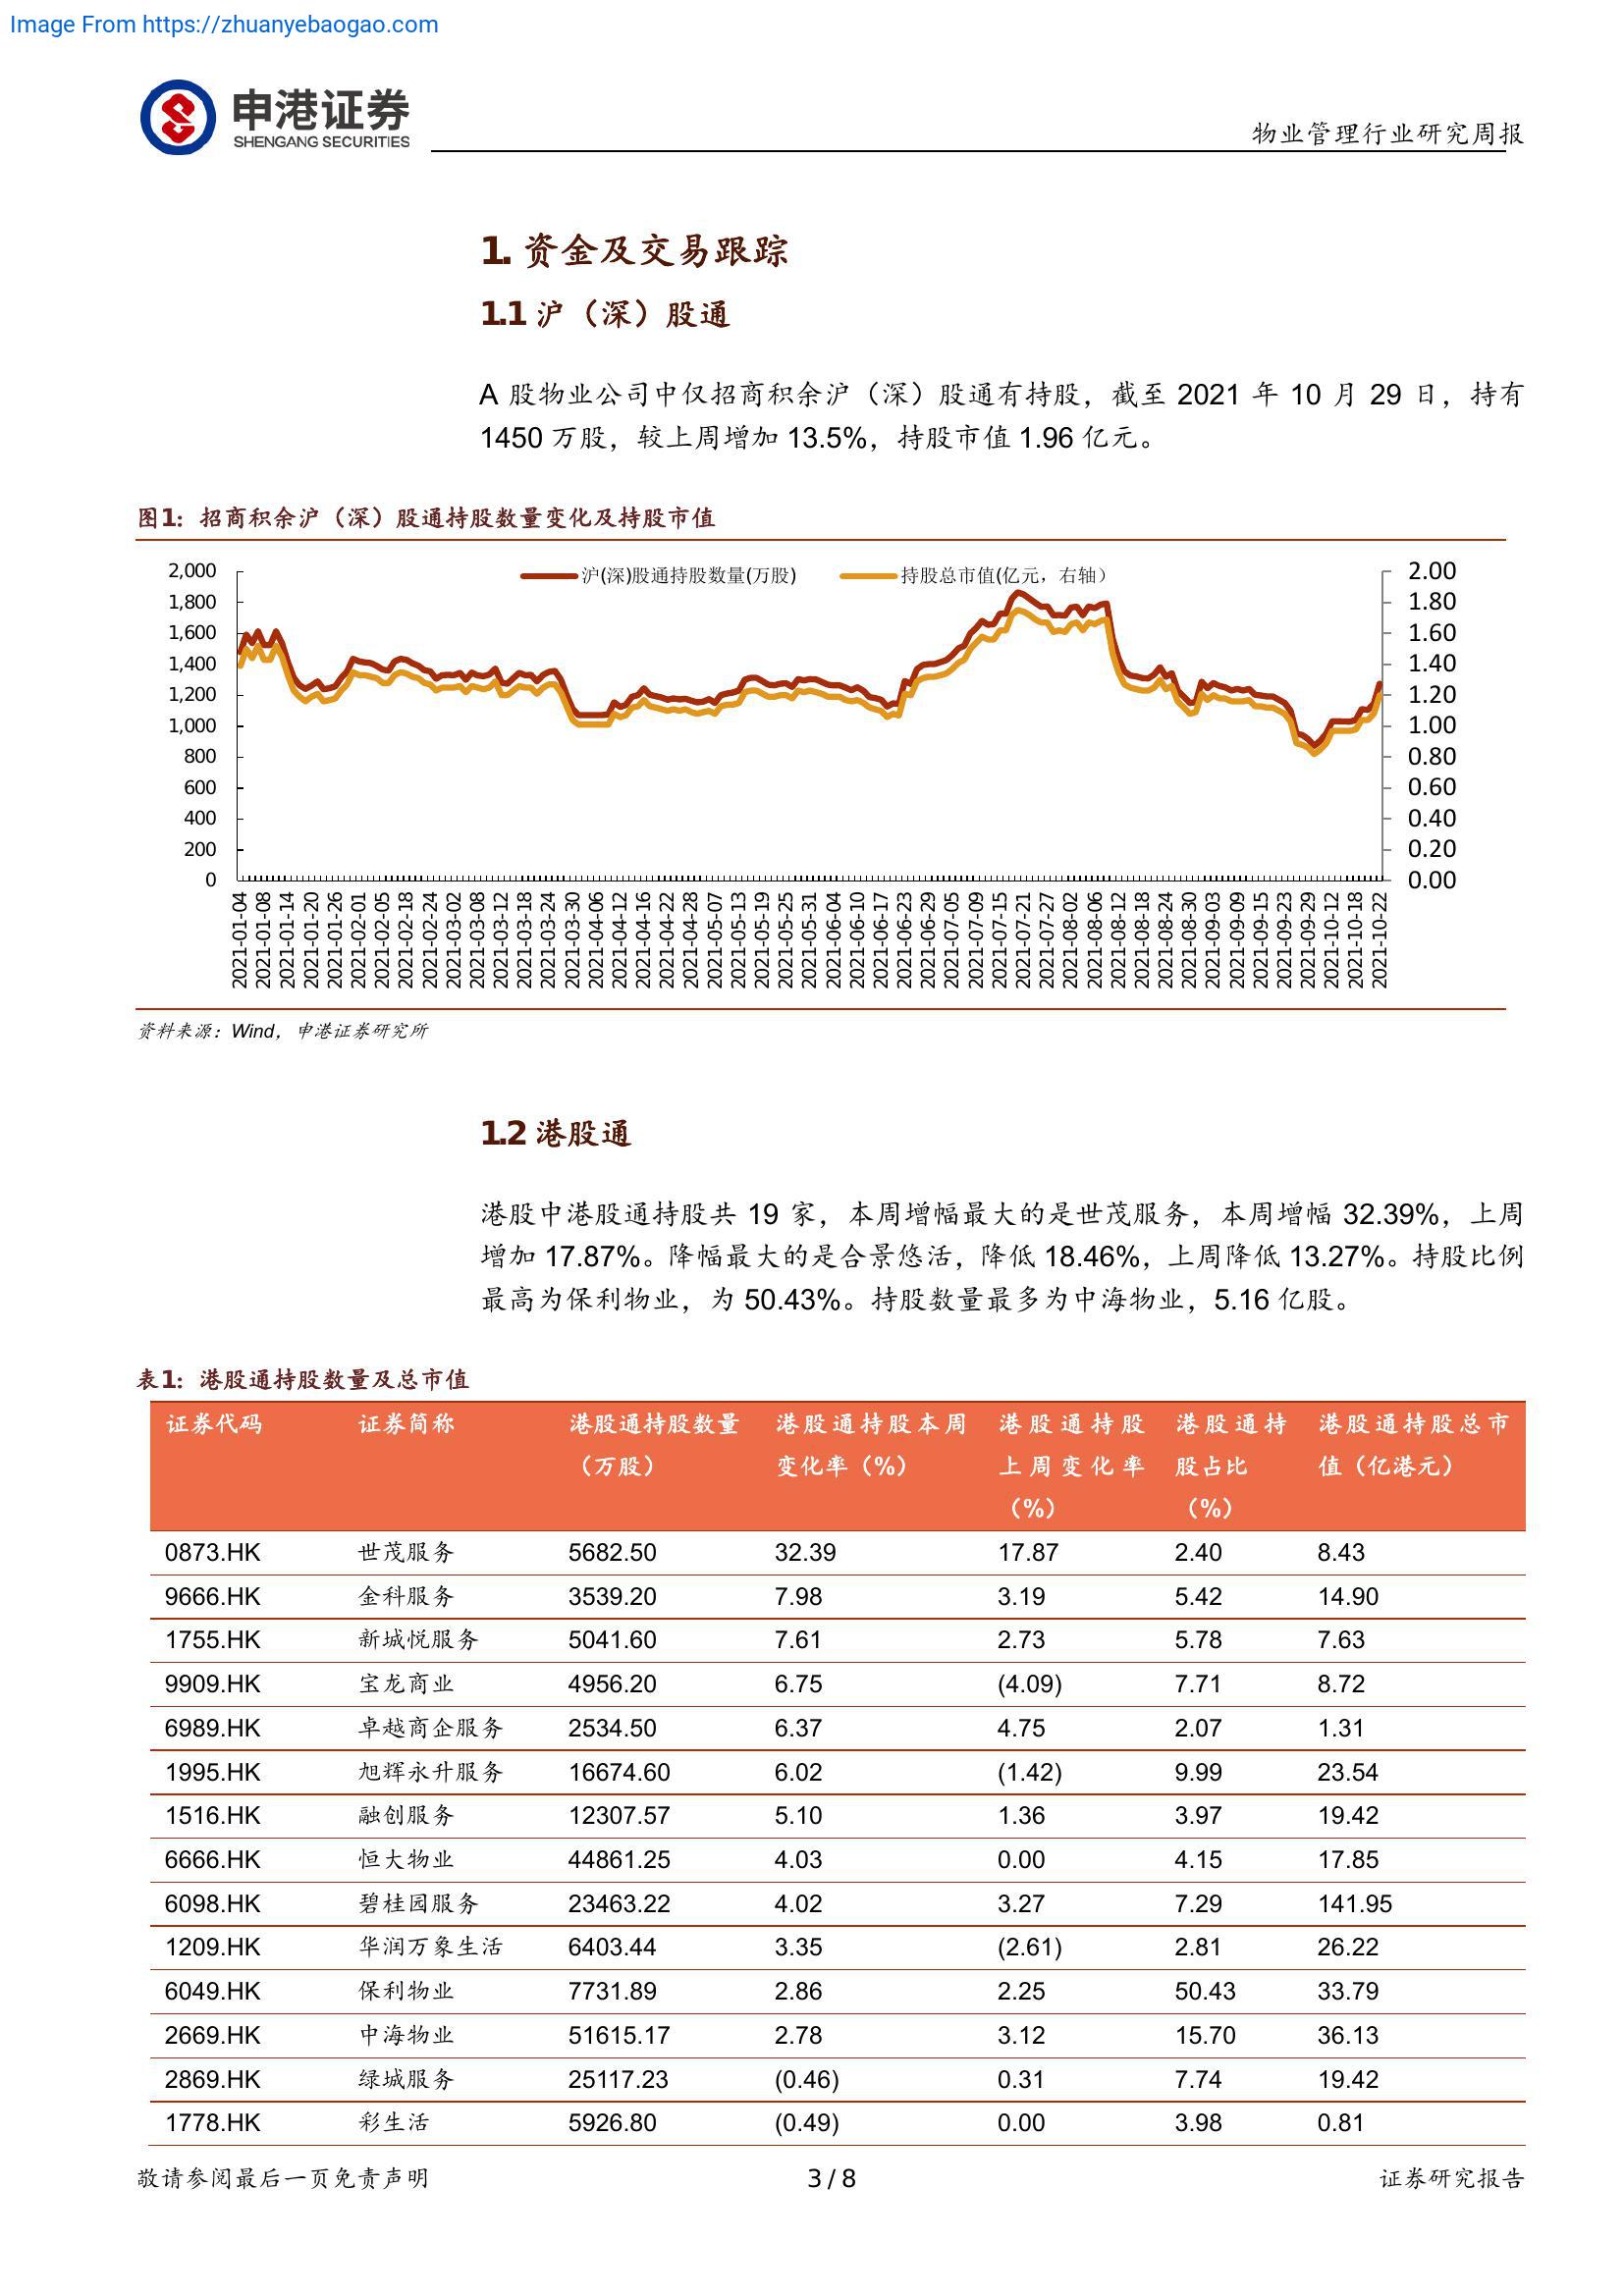 Image From https://zhuanyebaogao.com
申港证券
SHENGANG SECURITIES
物业管理行业研究周报
1. 资金及交易跟踪
1.1 沪（深）股通
A 股物业公司中仅招商积余沪（深）股通有持股，截至 2021 年 10 月 29 日，持有
1450 万股，较上周增加 13.5%，持股市值 1.96 亿元。
图1：招商积余沪（深）股通持股数量变化及持股市值
沪(深)股通持股数量(万股) 持股总市值(亿元，右轴）
2,000 2.00
1,800 1.80
1,600 1.60
1,400 1.40
1,200 1.20
1,000 1.00
800 0.80
600 0.60
400 0.40
200 0.20
0 0.00
2021-01-04 2021-01-08 2021-01-14 2021-01-20 2021-01-26 2021-02-01 2021-02-05 2021-02-18 2021-02-24 2021-03-02 2021-03-08 2021-03-12 2021-03-18 2021-03-24 2021-03-30 2021-04-06 2021-04-12 2021-04-16 2021-04-22 2021-04-28 2021-05-07 2021-05-13 2021-05-19 2021-05-25 2021-05-31 2021-06-04 2021-06-10 2021-06-17 2021-06-23 2021-06-29 2021-07-05 2021-07-09 2021-07-15 2021-07-21 2021-07-27 2021-08-02 2021-08-06 2021-08-12 2021-08-18 2021-08-24 2021-08-30 2021-09-03 2021-09-09 2021-09-15 2021-09-23 2021-09-29 2021-10-12 2021-10-18 2021-10-22
资料来源：Wind，申港证券研究所
1.2 港股通
港股中港股通持股共 19 家，本周增幅最大的是世茂服务，本周增幅 32.39%，上周
增加 17.87%。降幅最大的是合景悠活，降低 18.46%，上周降低 13.27%。持股比例
最高为保利物业，为 50.43%。持股数量最多为中海物业，5.16 亿股。
表1：港股通持股数量及总市值
证券代码 证券简称 港股通持股数量 港股通持股本周 港股通持股 港股通持 港股通持股总市
（万股） 变化率（%） 上周变化率 股占比 值（亿港元）
（%） （%）
0873.HK 世茂服务 5682.50 32.39 17.87 2.40 8.43
9666.HK 金科服务 3539.20 7.98 3.19 5.42 14.90
1755.HK 新城悦服务 5041.60 7.61 2.73 5.78 7.63
9909.HK 宝龙商业 4956.20 6.75 (4.09) 7.71 8.72
6989.HK 卓越商企服务 2534.50 6.37 4.75 2.07 1.31
1995.HK 旭辉永升服务 16674.60 6.02 (1.42) 9.99 23.54
1516.HK 融创服务 12307.57 5.10 1.36 3.97 19.42
6666.HK 恒大物业 44861.25 4.03 0.00 4.15 17.85
6098.HK 碧桂园服务 23463.22 4.02 3.27 7.29 141.95
1209.HK 华润万象生活 6403.44 3.35 (2.61) 2.81 26.22
6049.HK 保利物业 7731.89 2.86 2.25 50.43 33.79
2669.HK 中海物业 51615.17 2.78 3.12 15.70 36.13
2869.HK 绿城服务 25117.23 (0.46) 0.31 7.74 19.42
1778.HK 彩生活 5926.80 (0.49) 0.00 3.98 0.81
敬请参阅最后一页免责声明 3 / 8 证券研究报告